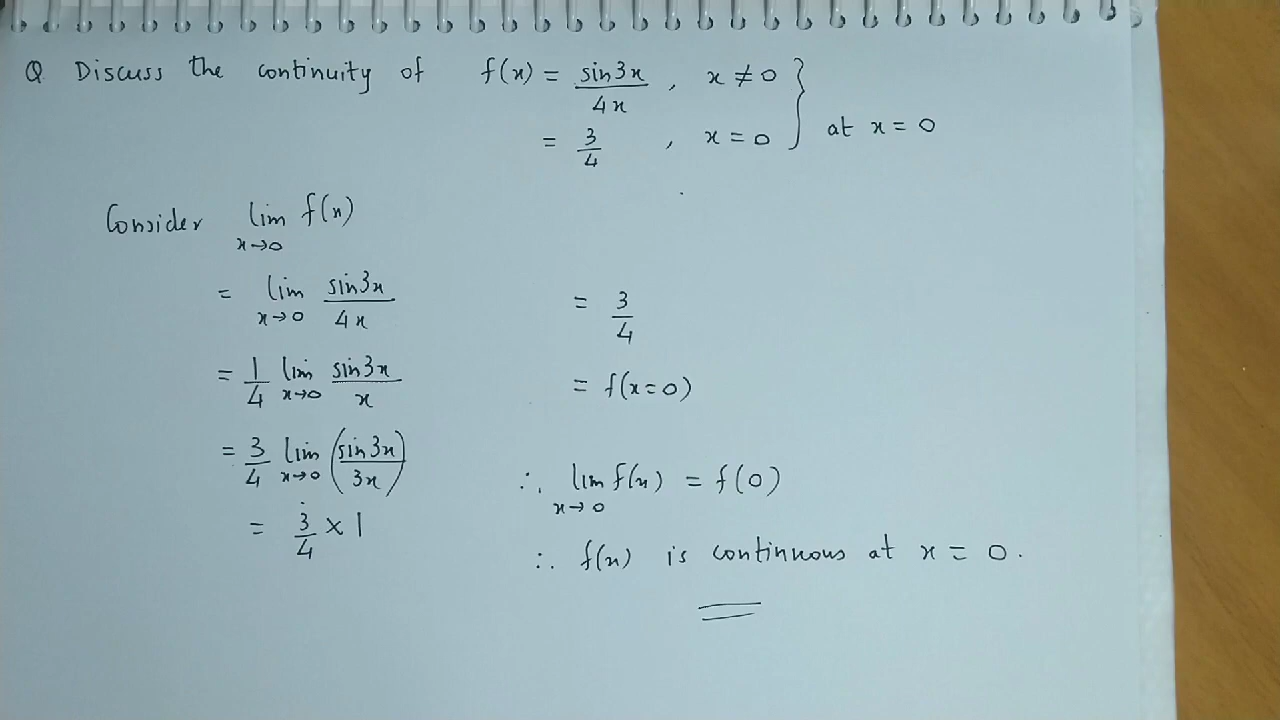 Q Discuss the continuity of f(x) = sin3x/4x , x ≠ 0
= 3/4 , x = 0 } at x = 0
Consider lim x→0 f(x)
= lim x→0 sin3x/4x
= 1/4 lim x→0 sin3x/x
= 3/4 lim x→0 (sin3x/3x)
= 3/4 × 1
= 3/4
= f(x=0)
∴ lim x→0 f(x) = f(0)
∴ f(x) is continuous at x = 0.